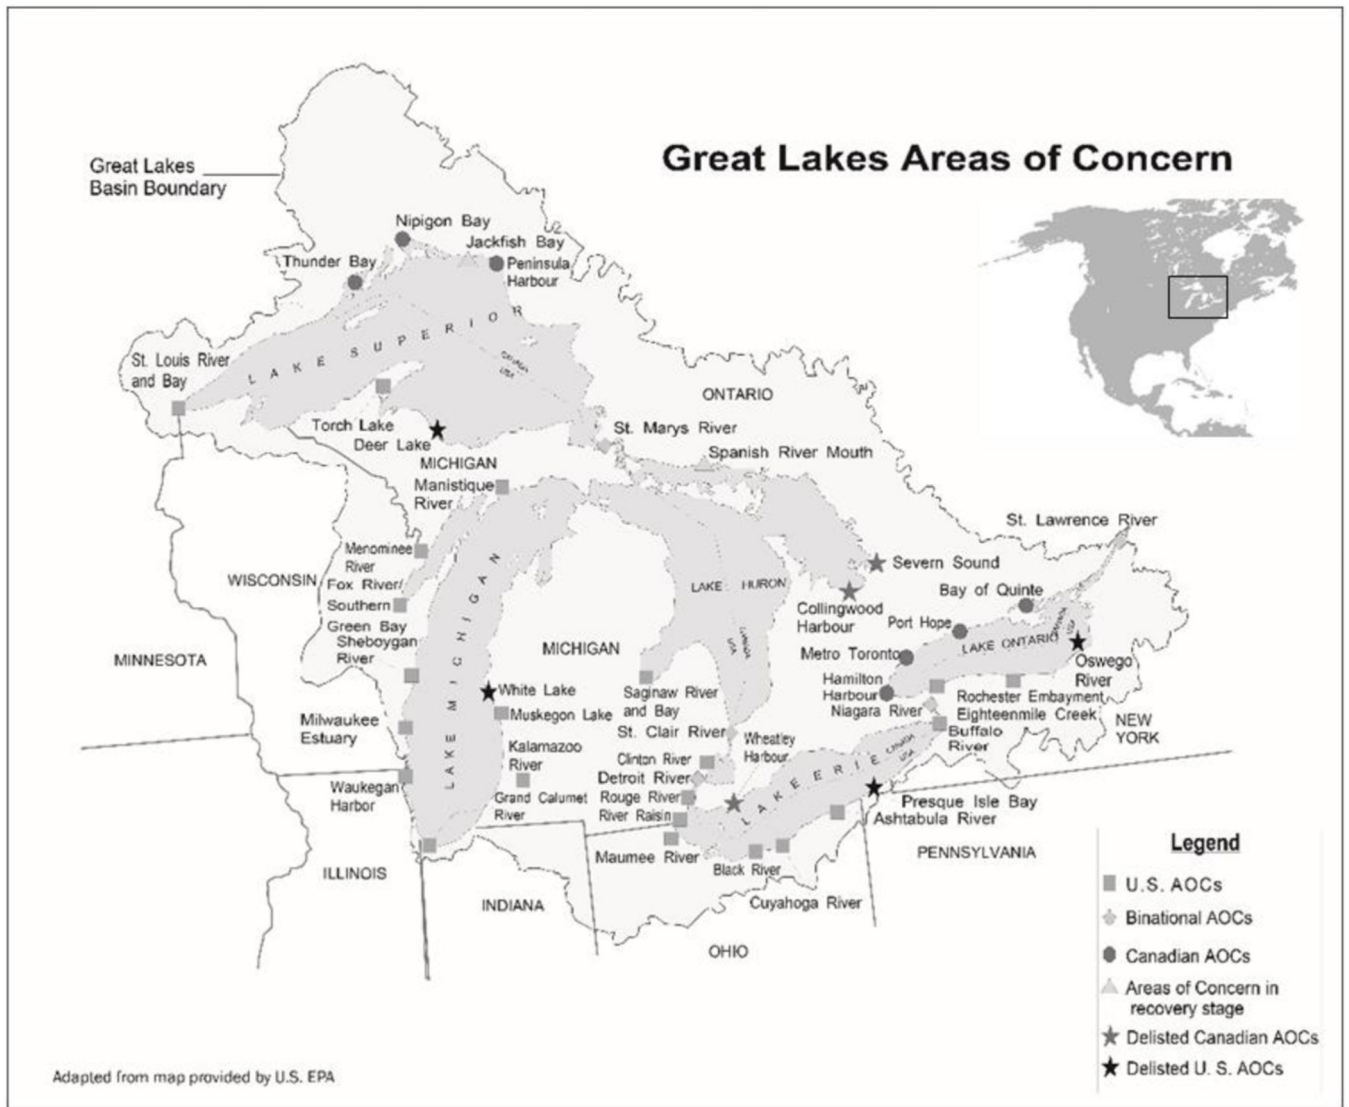 Great Lakes Areas of Concern
Great Lakes
Basin Boundary
Nipigon Bay
Jackfish Bay
Thunder Bay
Peninsula
Harbour
LAKE SUPERIOR
CANADA
USA
St. Louis River
and Bay
ONTARIO
Torch Lake
Deer Lake
St. Marys River
Spanish River Mouth
MICHIGAN
Manistique
River
St. Lawrence River
Menominee
River
Severn Sound
WISCONSIN
Fox River/
Southern
Green Bay
LAKE MICHIGAN
LAKE HURON
CANADA
USA
Bay of Quinte
Collingwood
Harbour
Port Hope
Sheboygan
River
MICHIGAN
MINNESOTA
Metro Toronto
LAKE ONTARIO
CANADA
USA
Oswego
River
White Lake
Saginaw River
and Bay
Hamilton
Harbour
Rochester Embayment
Niagara River
Muskegon Lake
Eighteenmile Creek
NEW
YORK
Milwaukee
Estuary
St. Clair River
Wheatley
Harbour
Buffalo
River
Kalamazoo
River
Clinton River
LAKE ERIE
CANADA
USA
Detroit River
Waukegan
Harbor
Grand Calumet
River
Rouge River
River Raisin
Presque Isle Bay
Ashtabula River
Maumee River
Black River
PENNSYLVANIA
ILLINOIS
INDIANA
Cuyahoga River
OHIO
Legend
U.S. AOCs
Binational AOCs
Canadian AOCs
Areas of Concern in
recovery stage
Delisted Canadian AOCs
Delisted U. S. AOCs
Adapted from map provided by U.S. EPA